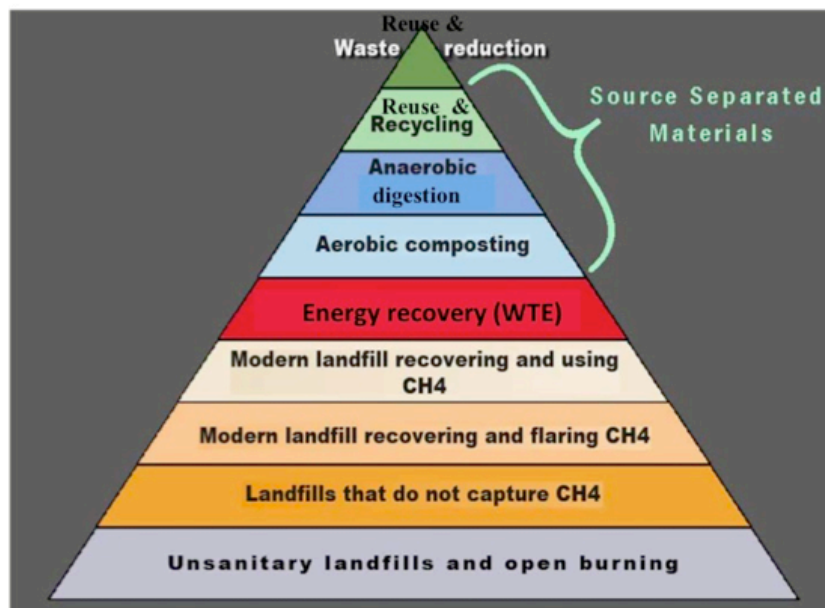 Reuse &
Waste reduction
Reuse &
Recycling
Source Separated
Materials
Anaerobic
digestion
Aerobic composting
Energy recovery (WTE)
Modern landfill recovering and using
CH4
Modern landfill recovering and flaring CH4
Landfills that do not capture CH4
Unsanitary landfills and open burning